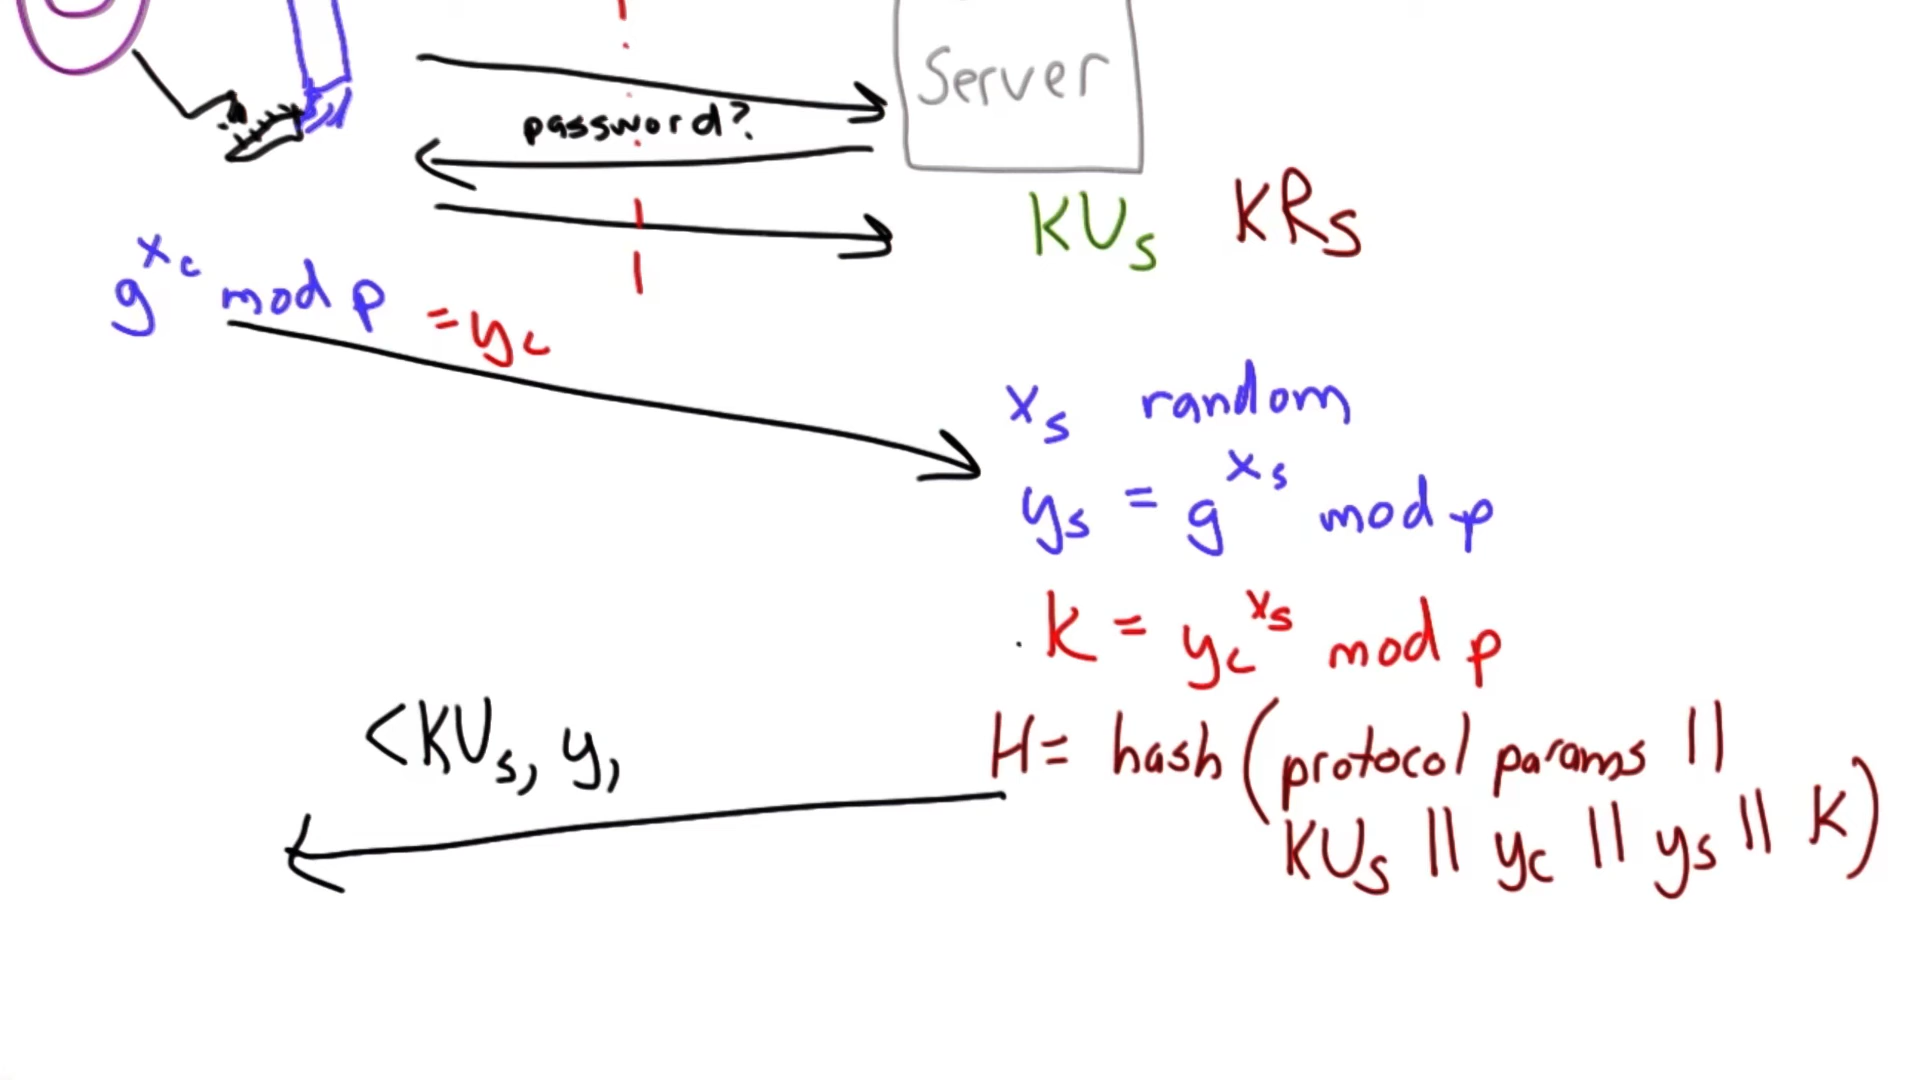 Server
password?
KUs KRs
g^xc mod p = yc
xs random
ys = g^xs mod p
K = yc^xs mod p
<KUs, y,
H = hash(protocol params ||
KUs || yc || ys || K)